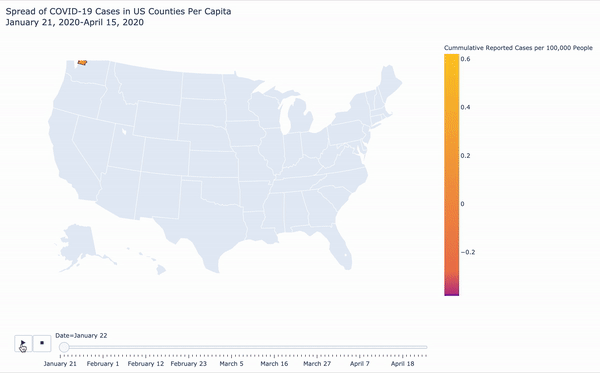 Spread of COVID-19 Cases in US Counties Per Capita
January 21, 2020-April 15, 2020
Cummulative Reported Cases per 100,000 People
0.6
0.4
0.2
0
−0.2
Date=January 22
January 21 February 1 February 12 February 23 March 5 March 16 March 27 April 7 April 18